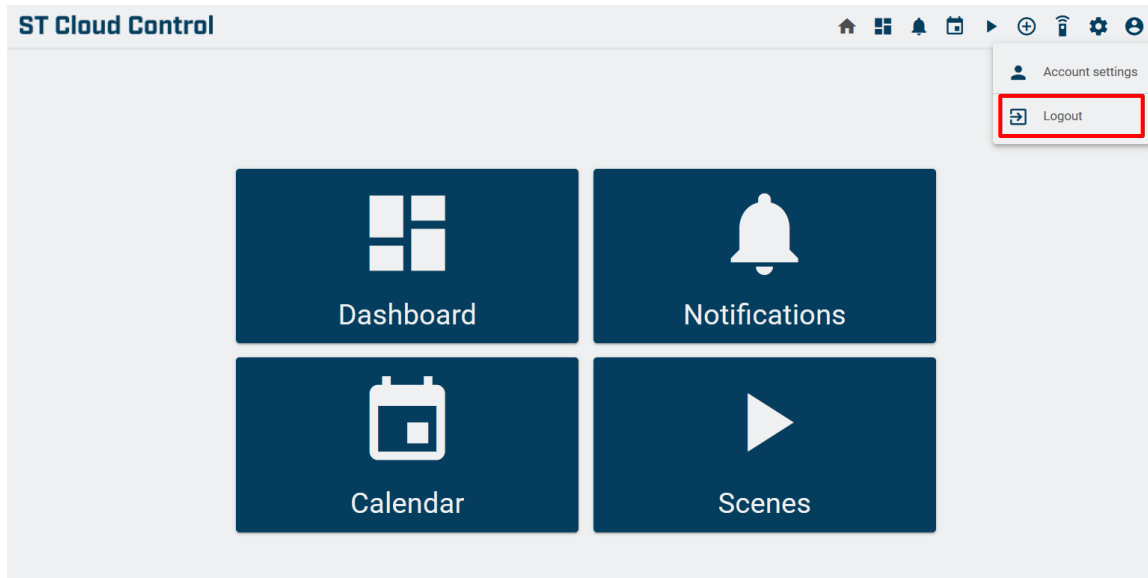 ST Cloud Control
Account settings
Logout
Dashboard
Notifications
Calendar
Scenes